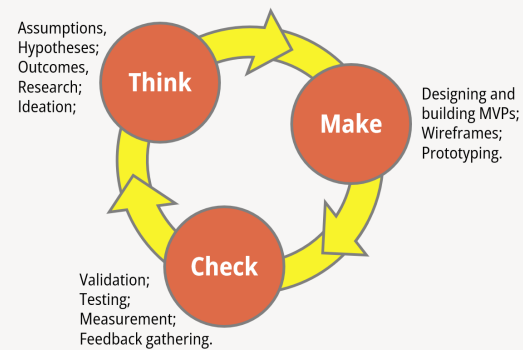 Assumptions,
Hypotheses;
Outcomes,
Research;
Ideation;
Think
Make
Designing and
building MVPs;
Wireframes;
Prototyping.
Check
Validation;
Testing;
Measurement;
Feedback gathering.